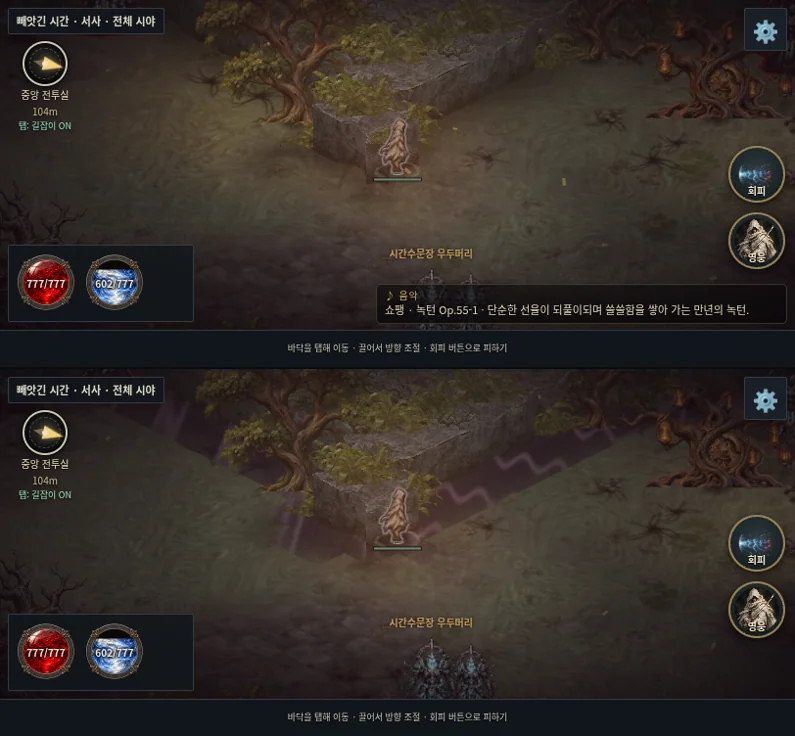 빼앗긴 시간 · 서사 · 전체 시야
중앙 전투실
104m
탭: 길잡이 ON
회피
영웅
777/777
602/777
시간수문장 우두머리
♪ 음악
쇼팽 · 녹턴 Op.55-1 · 단순한 선율이 되풀이되며 쓸쓸함을 쌓아 가는 만년의 녹턴.
바닥을 탭해 이동 · 끌어서 방향 조절 · 회피 버튼으로 피하기
빼앗긴 시간 · 서사 · 전체 시야
중앙 전투실
104m
탭: 길잡이 ON
회피
영웅
777/777
602/777
시간수문장 우두머리
바닥을 탭해 이동 · 끌어서 방향 조절 · 회피 버튼으로 피하기